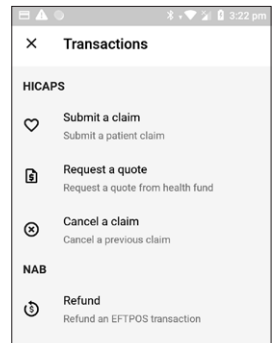 3:22 pm
Transactions
HICAPS
Submit a claim
Submit a patient claim
Request a quote
Request a quote from health fund
Cancel a claim
Cancel a previous claim
NAB
Refund
Refund an EFTPOS transaction